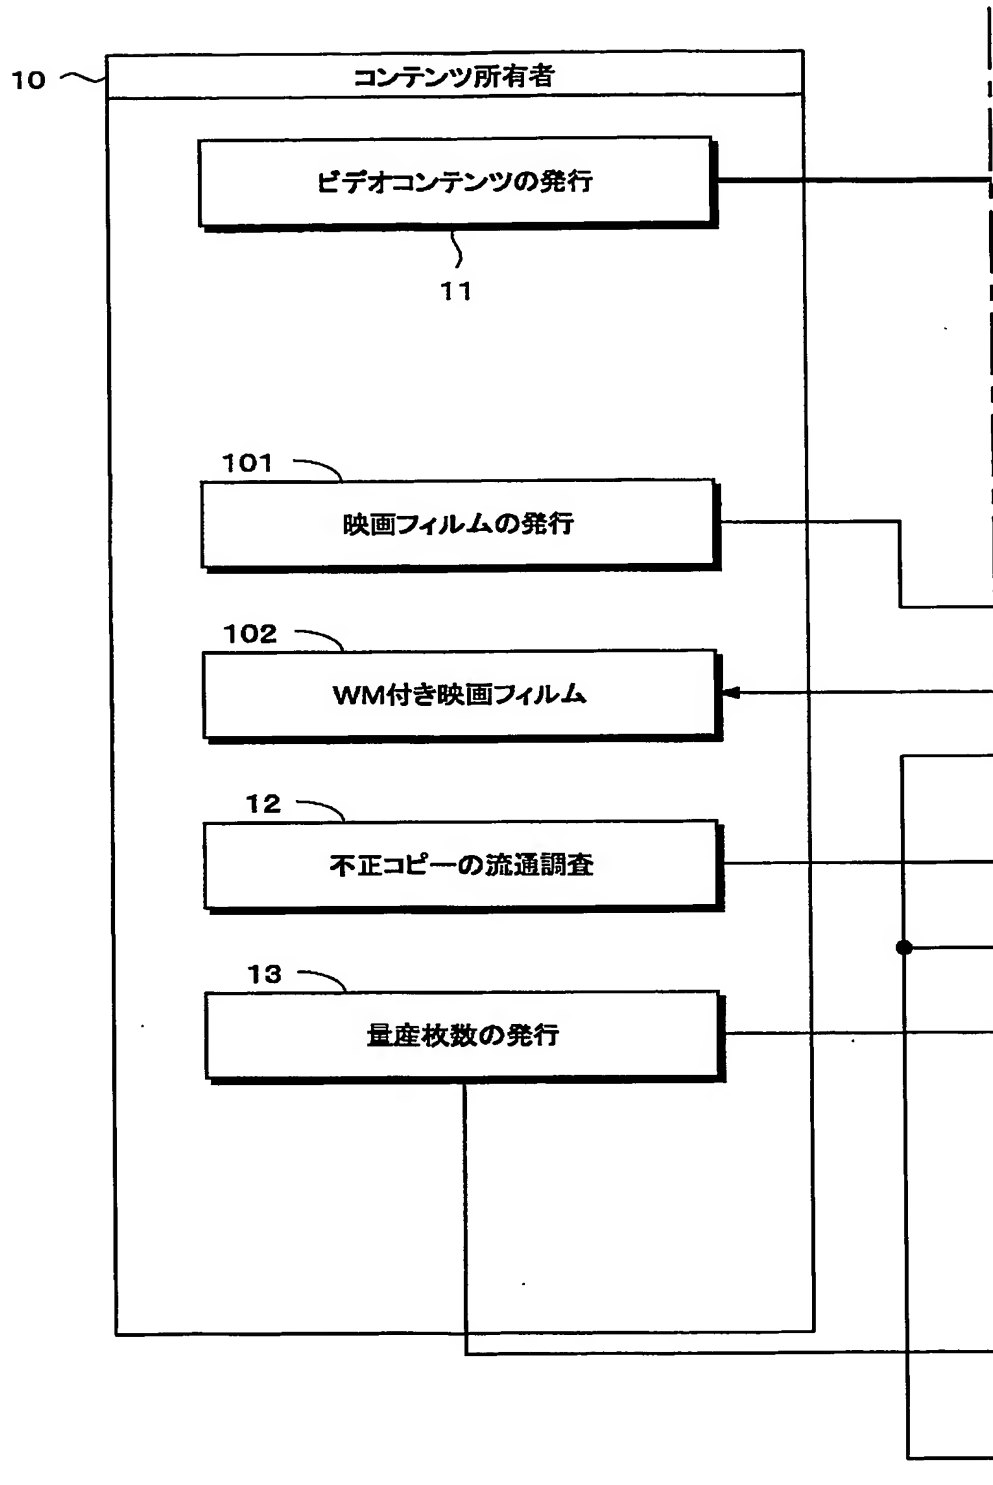 10
コンテンツ所有者
ビデオコンテンツの発行
11
101
映画フィルムの発行
102
WM付き映画フィルム
12
不正コピーの流通調査
13
量産枚数の発行